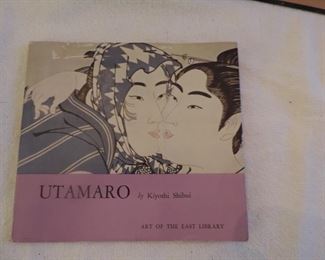 UTAMARO by Kiyoshi Shibui
ART OF THE EAST LIBRARY